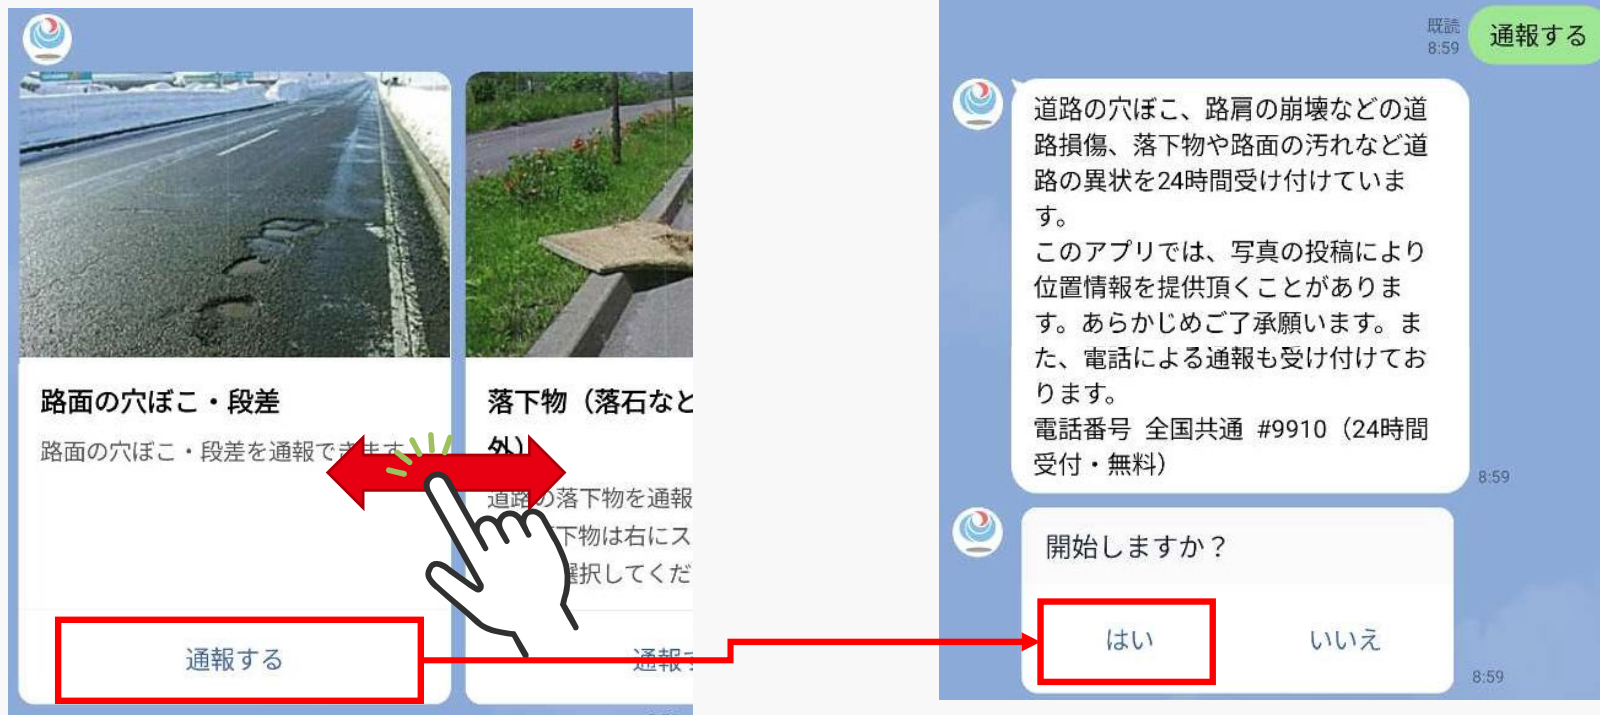 路面の穴ぼこ・段差
路面の穴ぼこ・段差を通報できます
通報する
落下物（落石など
外）
道路の落下物を通報
下物は右にス
選択してくだ
通報す
既読
8:59
通報する
道路の穴ぼこ、路肩の崩壊などの道
路損傷、落下物や路面の汚れなど道
路の異状を24時間受け付けていま
す。
このアプリでは、写真の投稿により
位置情報を提供頂くことがありま
す。あらかじめご了承願います。ま
た、電話による通報も受け付けてお
ります。
電話番号 全国共通 #9910（24時間
受付・無料）
8:59
開始しますか？
はい
いいえ
8:59